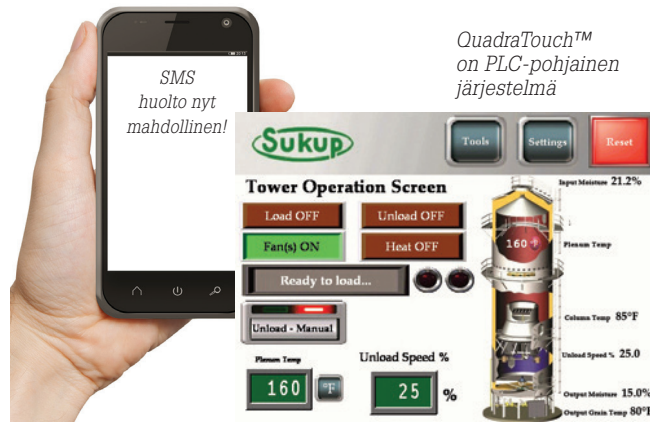 SMS
huolto nyt
mahdollinen!
QuadraTouch™
on PLC-pohjainen
järjestelmä
Sukup
Tools
Settings
Reset
Tower Operation Screen
Load OFF
Unload OFF
Fan(s) ON
Heat OFF
Ready to load...
Unload - Manual
Plenum Temp
160 °F
Unload Speed %
25 %
Input Moisture 21.2%
160
Plenum Temp
Column Temp 85°F
Unload Speed % 25.0
Output Moisture 15.0%
Output Grain Temp 80°F